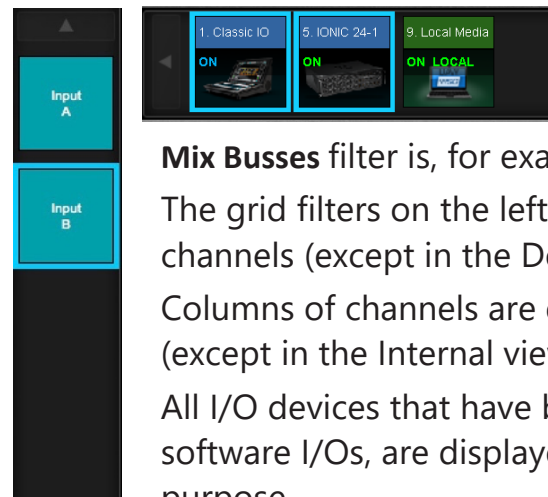 Input
A
Input
B
1. Classic IO
ON
5. IONIC 24-1
ON
9. Local Media
ON LOCAL
Mix Busses filter is, for exa
The grid filters on the left
channels (except in the De
Columns of channels are
(except in the Internal vie
All I/O devices that have b
software I/Os, are display
purpose